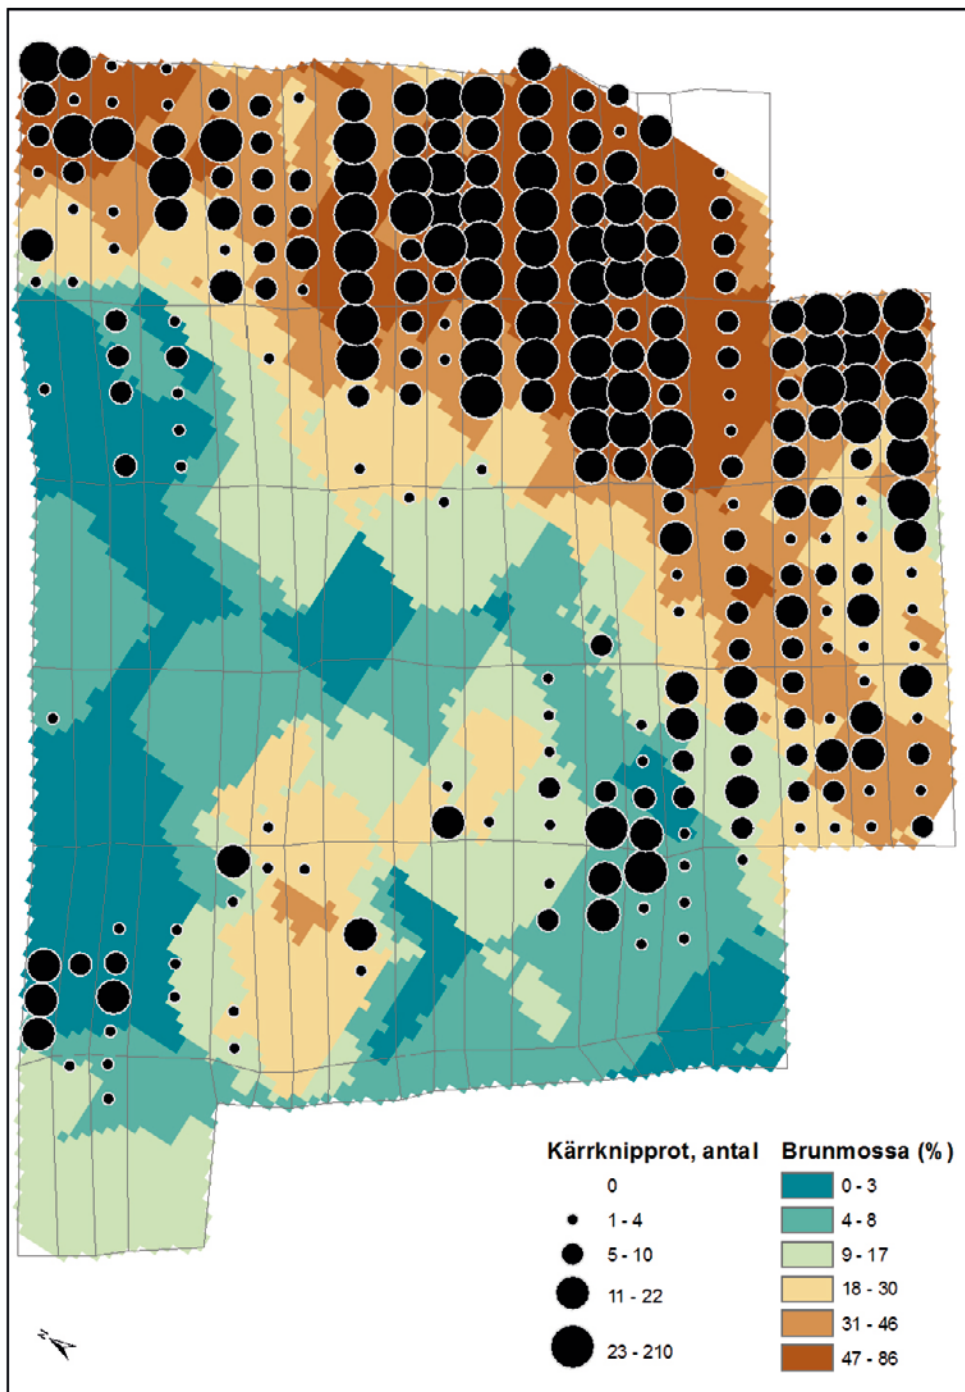 Kärrknipprot, antal
0
1 - 4
5 - 10
11 - 22
23 - 210
Brunmossa (%)
0 - 3
4 - 8
9 - 17
18 - 30
31 - 46
47 - 86
N